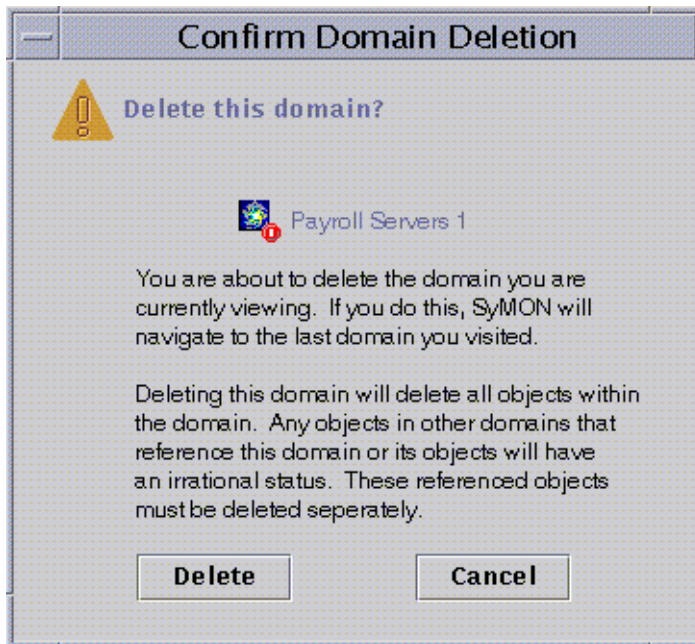 Confirm Domain Deletion
Delete this domain?
Payroll Servers 1
You are about to delete the domain you are
currently viewing. If you do this, SyMON will
navigate to the last domain you visited.
Deleting this domain will delete all objects within
the domain. Any objects in other domains that
reference this domain or its objects will have
an irrational status. These referenced objects
must be deleted seperately.
Delete
Cancel